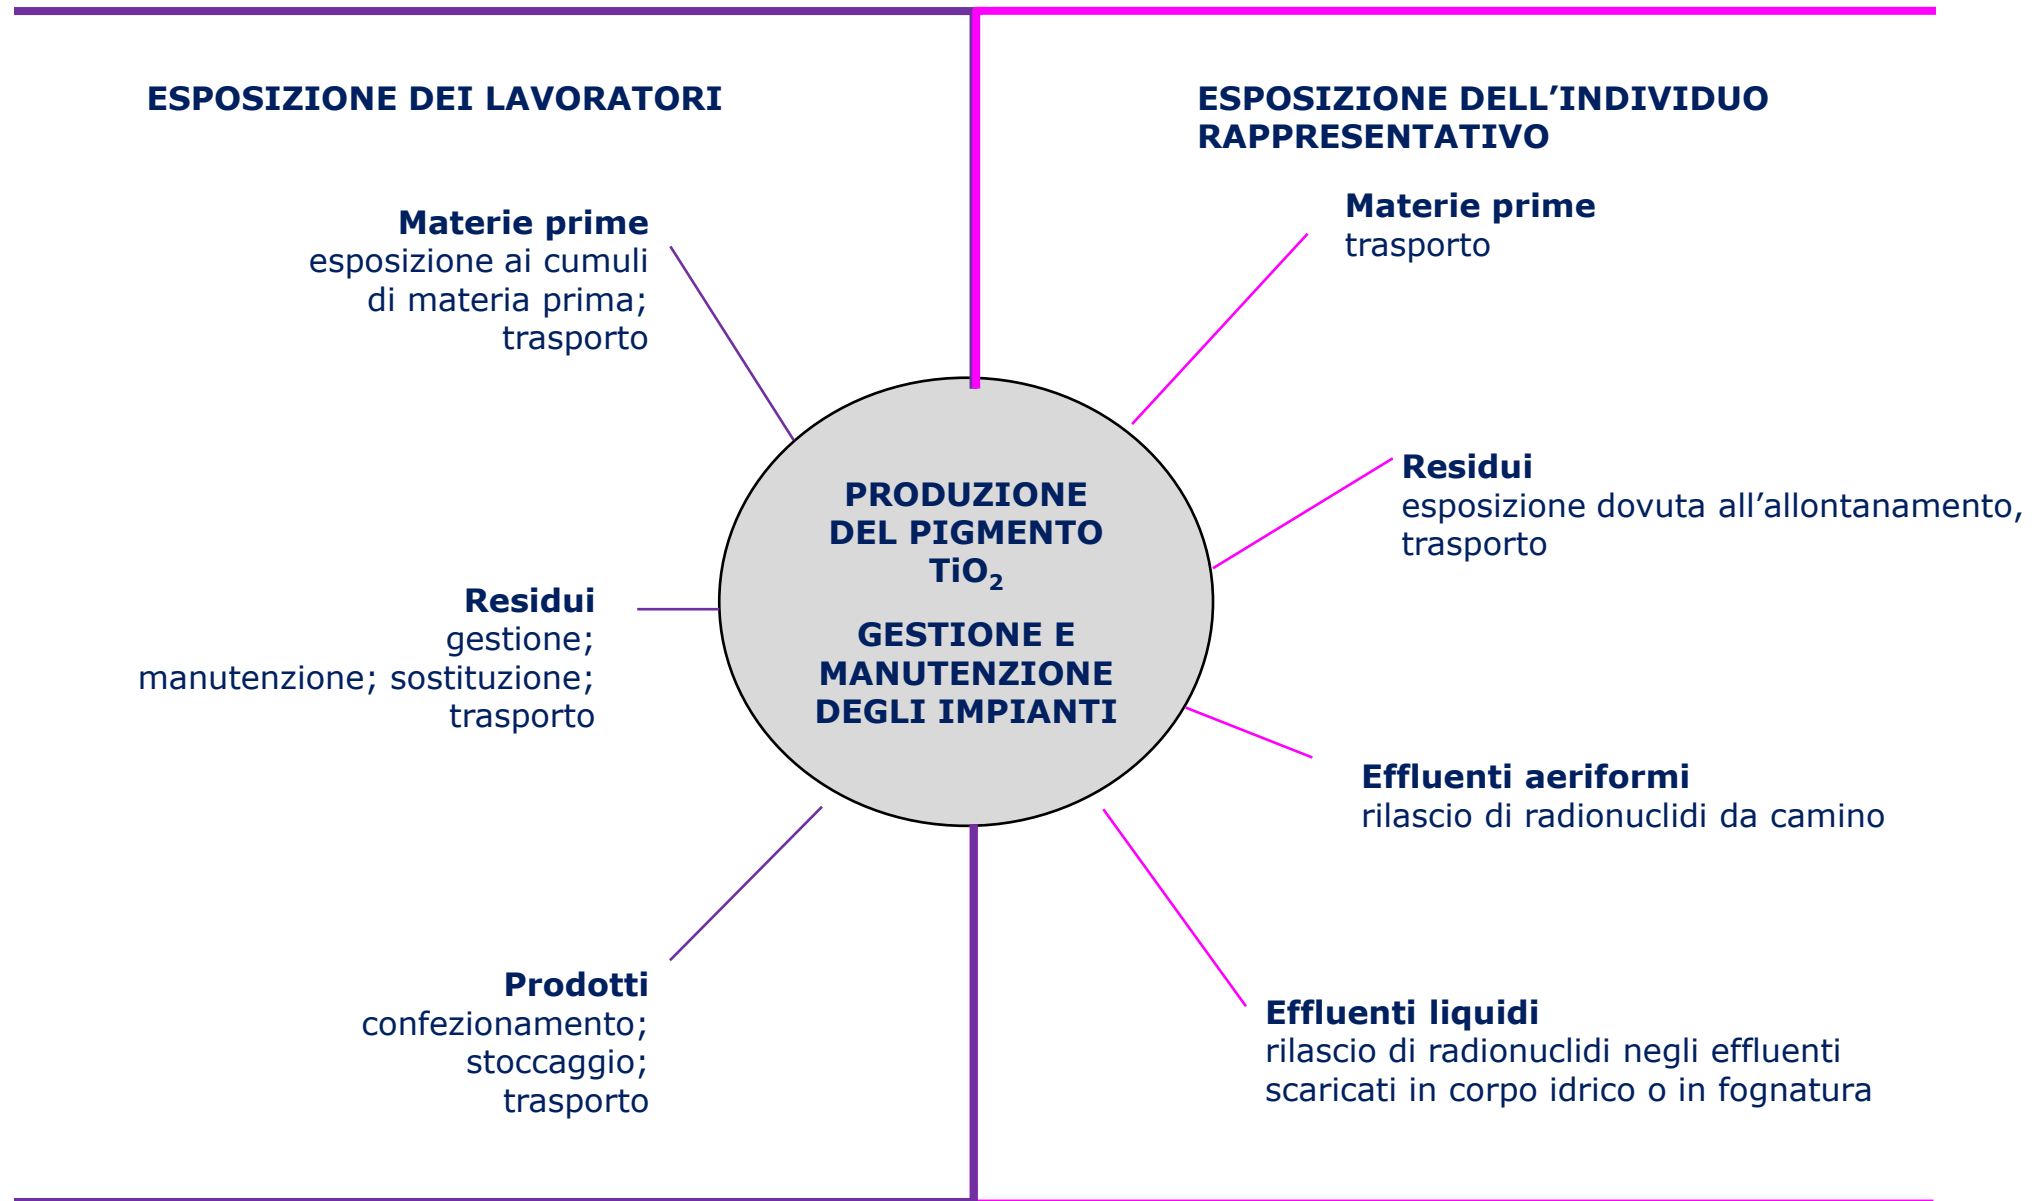 ESPOSIZIONE DEI LAVORATORI
Materie prime
esposizione ai cumuli
di materia prima;
trasporto
Residui
gestione;
manutenzione; sostituzione;
trasporto
Prodotti
confezionamento;
stoccaggio;
trasporto
PRODUZIONE
DEL PIGMENTO
TiO₂
GESTIONE E
MANUTENZIONE
DEGLI IMPIANTI
ESPOSIZIONE DELL’INDIVIDUO
RAPPRESENTATIVO
Materie prime
trasporto
Residui
esposizione dovuta all’allontanamento,
trasporto
Effluenti aeriformi
rilascio di radionuclidi da camino
Effluenti liquidi
rilascio di radionuclidi negli effluenti
scaricati in corpo idrico o in fognatura